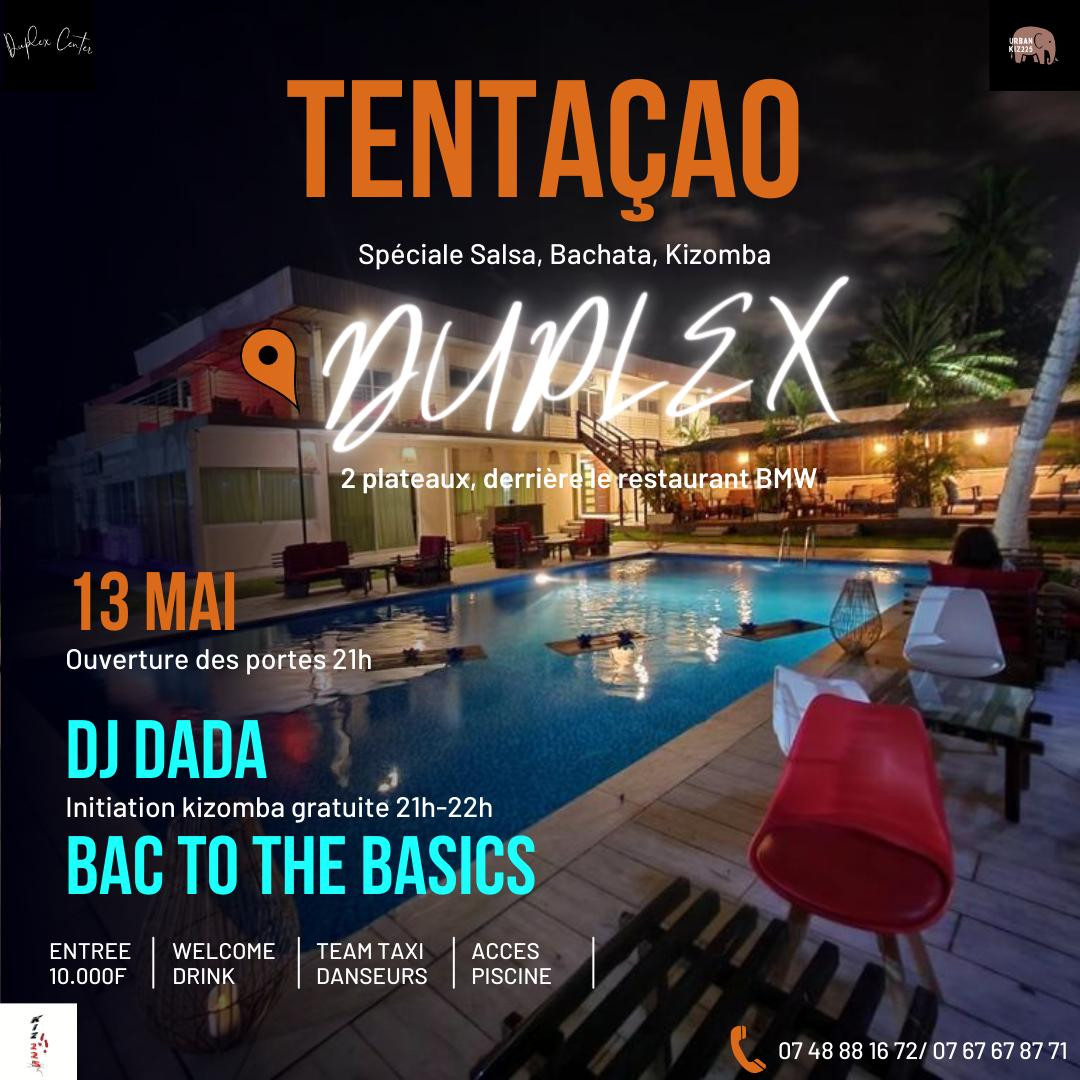 Duplex Center
URBAN
KIZ225
TENTAÇAO
Spéciale Salsa, Bachata, Kizomba
DUPLEX
2 plateaux, derrière le restaurant BMW
13 MAI
Ouverture des portes 21h
DJ DADA
Initiation kizomba gratuite 21h-22h
BAC TO THE BASICS
ENTREE
10.000F
WELCOME
DRINK
TEAM TAXI
DANSEURS
ACCES
PISCINE
07 48 88 16 72/ 07 67 67 87 71